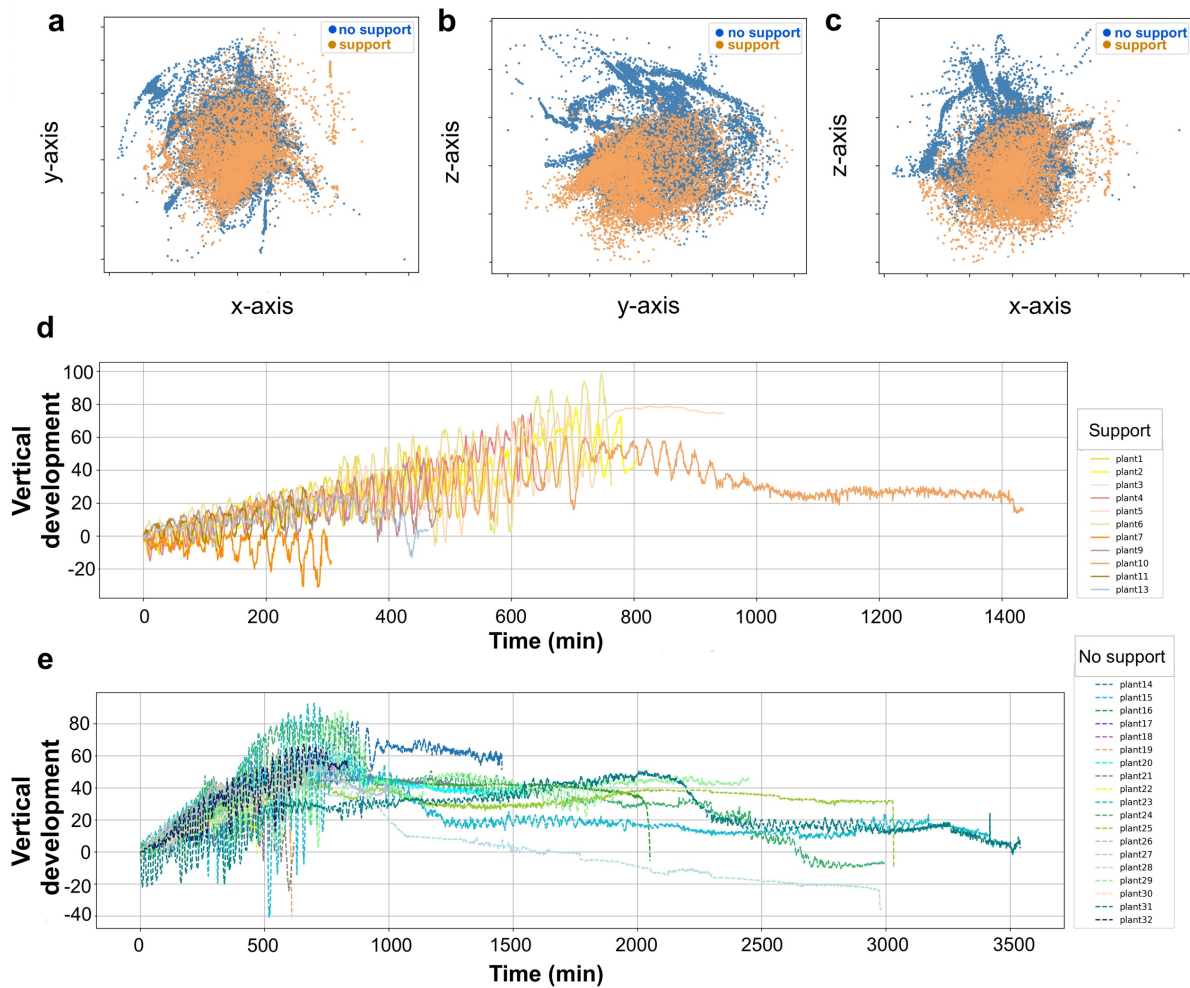 a
no support
support
y-axis
x-axis
b
no support
support
z-axis
y-axis
c
no support
support
z-axis
x-axis
d
Vertical
development
100
80
60
40
20
0
-20
0
200
400
600
800
1000
1200
1400
Time (min)
Support
plant1
plant2
plant3
plant4
plant5
plant6
plant7
plant9
plant10
plant11
plant13
e
Vertical
development
80
60
40
20
0
-20
-40
0
500
1000
1500
2000
2500
3000
3500
Time (min)
No support
plant14
plant15
plant16
plant17
plant18
plant19
plant20
plant21
plant22
plant23
plant24
plant25
plant26
plant27
plant28
plant29
plant30
plant31
plant32